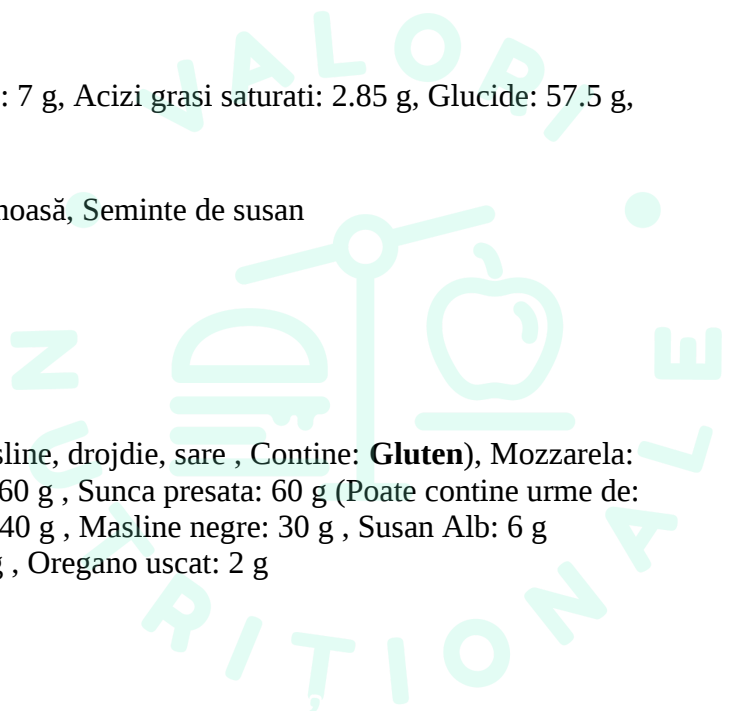 VALORI
: 7 g, Acizi grasi saturati: 2.85 g, Glucide: 57.5 g,
noasă, Seminte de susan
sline, drojdie, sare , Contine: Gluten), Mozzarela:
60 g , Sunca presata: 60 g (Poate contine urme de:
40 g , Masline negre: 30 g , Susan Alb: 6 g
g , Oregano uscat: 2 g
NUTRITIONALE